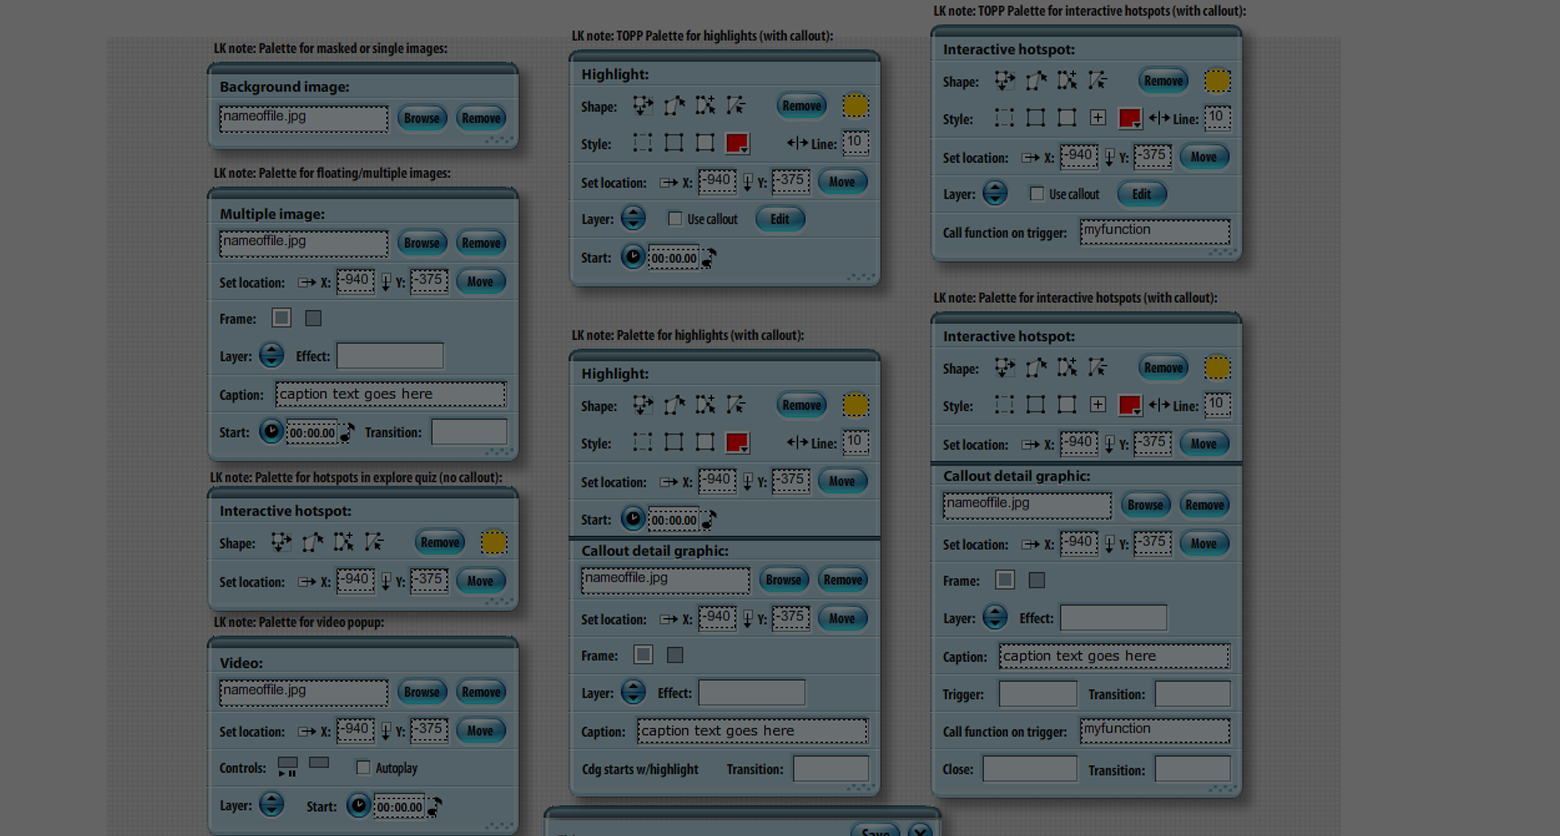 LK note: Palette for masked or single images:
Background image:
nameoffile.jpg Browse Remove
LK note: Palette for floating/multiple images:
Multiple image:
nameoffile.jpg Browse Remove
Set location: X: -940 Y: -375 Move
Frame:
Layer: Effect:
Caption: caption text goes here
Start: 00:00.00 Transition:
LK note: Palette for hotspots in explore quiz (no callout):
Interactive hotspot:
Shape: Remove
Set location: X: -940 Y: -375 Move
LK note: Palette for video popup:
Video:
nameoffile.jpg Browse Remove
Set location: X: -940 Y: -375 Move
Controls: Autoplay
Layer: Start: 00:00.00
LK note: TOPP Palette for highlights (with callout):
Highlight:
Shape: Remove
Style: Line: 10
Set location: X: -940 Y: -375 Move
Layer: Use callout Edit
Start: 00:00.00
LK note: Palette for highlights (with callout):
Highlight:
Shape: Remove
Style: Line: 10
Set location: X: -940 Y: -375 Move
Start: 00:00.00
Callout detail graphic:
nameoffile.jpg Browse Remove
Set location: X: -940 Y: -375 Move
Frame:
Layer: Effect:
Caption: caption text goes here
Cdg starts w/highlight Transition:
Save
LK note: TOPP Palette for interactive hotspots (with callout):
Interactive hotspot:
Shape: Remove
Style: Line: 10
Set location: X: -940 Y: -375 Move
Layer: Use callout Edit
Call function on trigger: myfunction
LK note: Palette for interactive hotspots (with callout):
Interactive hotspot:
Shape: Remove
Style: Line: 10
Set location: X: -940 Y: -375 Move
Callout detail graphic:
nameoffile.jpg Browse Remove
Set location: X: -940 Y: -375 Move
Frame:
Layer: Effect:
Caption: caption text goes here
Trigger: Transition:
Call function on trigger: myfunction
Close: Transition: